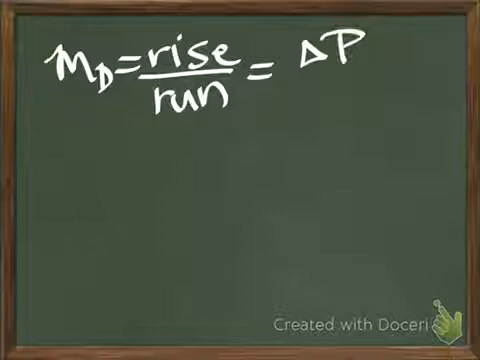 m_D = rise/run = ΔP
Created with Doceri